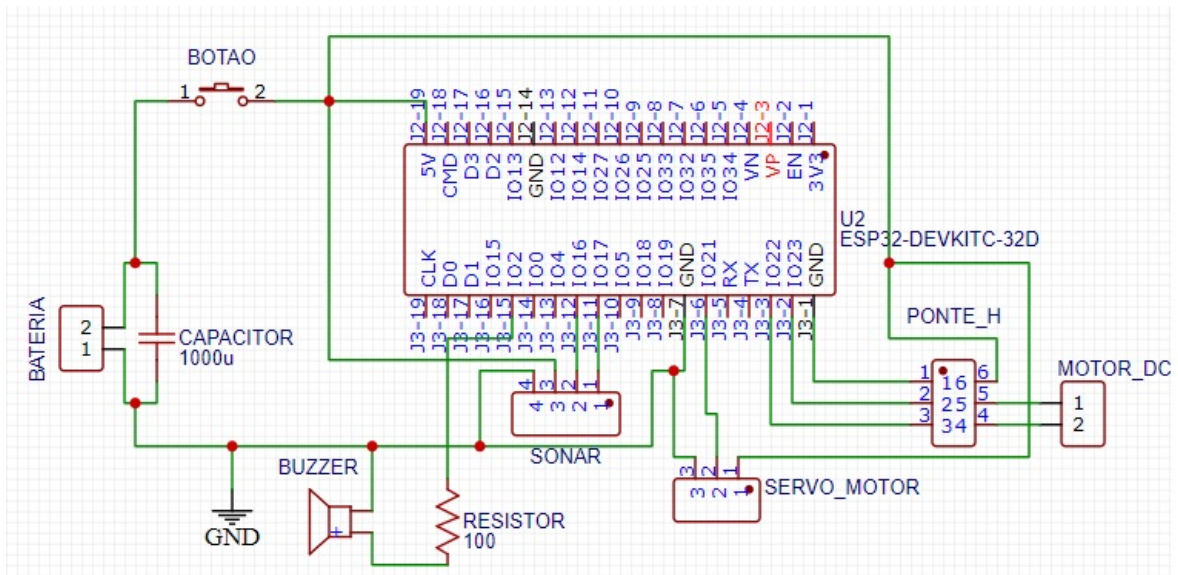 BOTAO
1 2
J2-19 J2-18 J2-17 J2-16 J2-15 J2-14 J2-13 J2-12 J2-11 J2-10 J2-9 J2-8 J2-7 J2-6 J2-5 J2-4 J2-3 J2-2 J2-1
5V CMD D3 D2 IO13 GND IO12 IO14 IO27 IO26 IO25 IO33 IO32 IO35 IO34 VN VP EN 3V3
U2
ESP32-DEVKITC-32D
CLK D0 D1 IO15 IO2 IO0 IO4 IO16 IO17 IO5 IO18 IO19 GND IO21 RX TX IO22 IO23 GND
J3-19 J3-18 J3-17 J3-16 J3-15 J3-14 J3-13 J3-12 J3-11 J3-10 J3-9 J3-8 J3-7 J3-6 J3-5 J3-4 J3-3 J3-2 J3-1
BATERIA
2
1
CAPACITOR
1000u
PONTE_H
1 16 6
2 25 5
3 34 4
MOTOR_DC
1
2
4 3 2 1
4 3 2 1
SONAR
3 2 1
3 2 1
SERVO_MOTOR
BUZZER
+
RESISTOR
100
GND